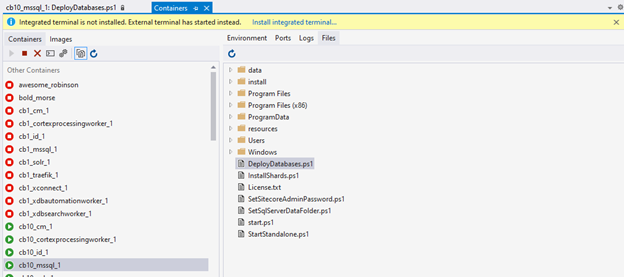 cb10_mssql_1: DeployDatabases.ps1
Containers
Integrated terminal is not installed. External terminal has started instead. Install integrated terminal...
Containers Images
Other Containers
awesome_robinson
bold_morse
cb1_cm_1
cb1_cortexprocessingworker_1
cb1_id_1
cb1_mssql_1
cb1_solr_1
cb1_traefik_1
cb1_xconnect_1
cb1_xdbautomationworker_1
cb1_xdbsearchworker_1
cb10_cm_1
cb10_cortexprocessingworker_1
cb10_id_1
cb10_mssql_1
Environment Ports Logs Files
data
install
Program Files
Program Files (x86)
ProgramData
resources
Users
Windows
DeployDatabases.ps1
InstallShards.ps1
License.txt
SetSitecoreAdminPassword.ps1
SetSqlServerDataFolder.ps1
start.ps1
StartStandalone.ps1